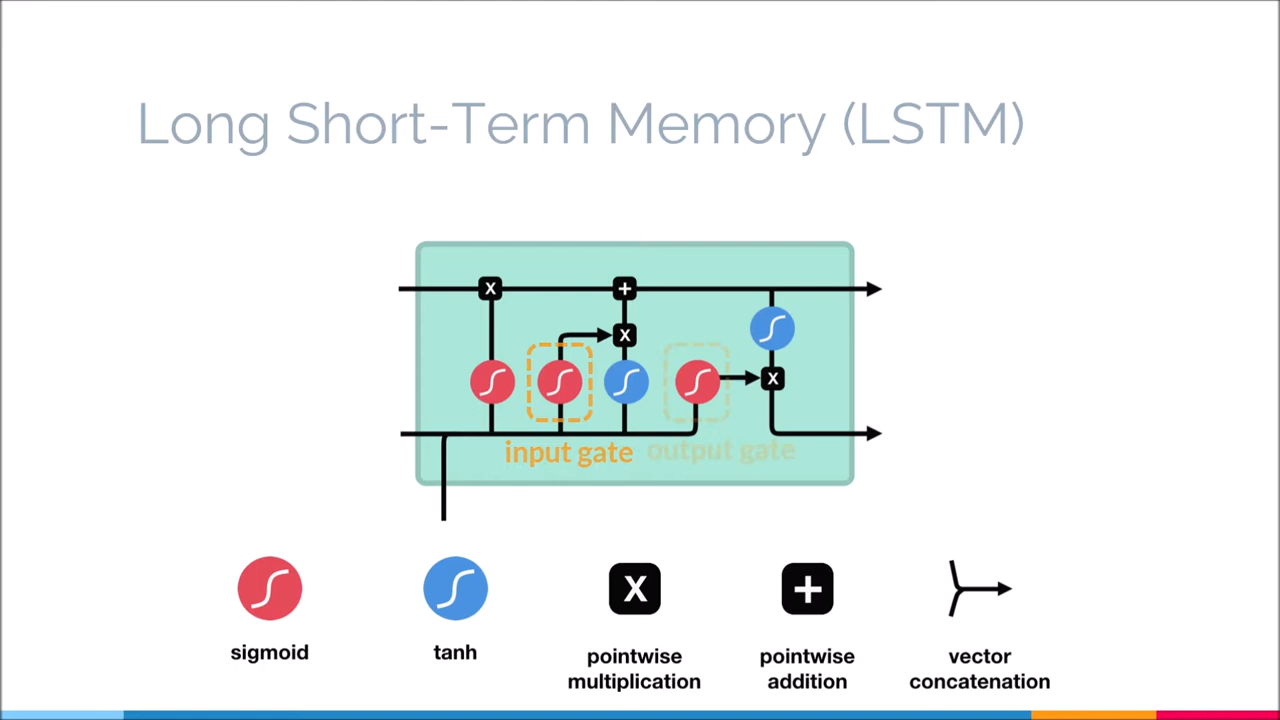 Long Short-Term Memory (LSTM)
X
+
X
X
input gate
output gate
X
+
sigmoid
tanh
pointwise
multiplication
pointwise
addition
vector
concatenation